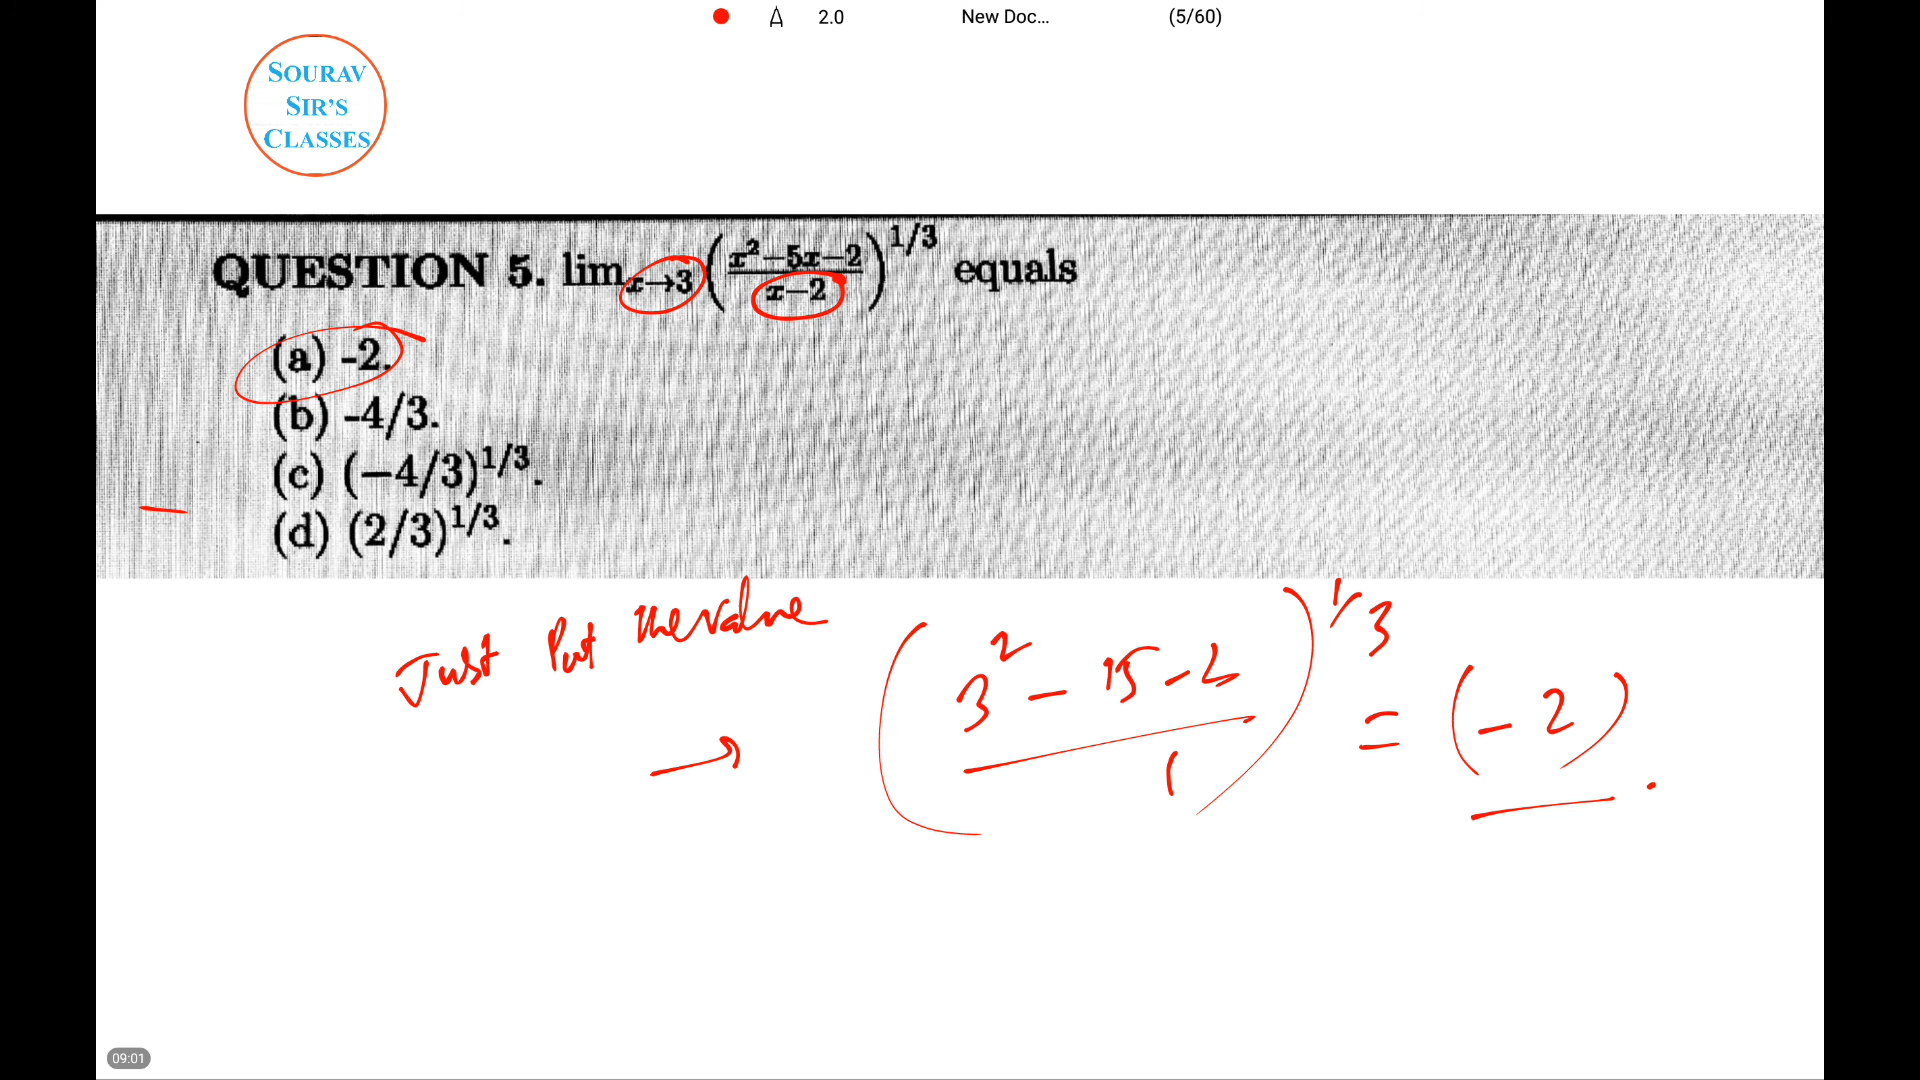 2.0 New Doc... (5/60)
SOURAV
SIR'S
CLASSES
QUESTION 5. lim x→3 ( (x² −5x−2) / (x−2) )^1/3 equals
(a) -2.
(b) -4/3.
(c) (−4/3)^1/3.
(d) (2/3)^1/3.
Just Put the value
→ ( (3² − 15 − 2) / 1 )^1/3 = (− 2) .
09:01